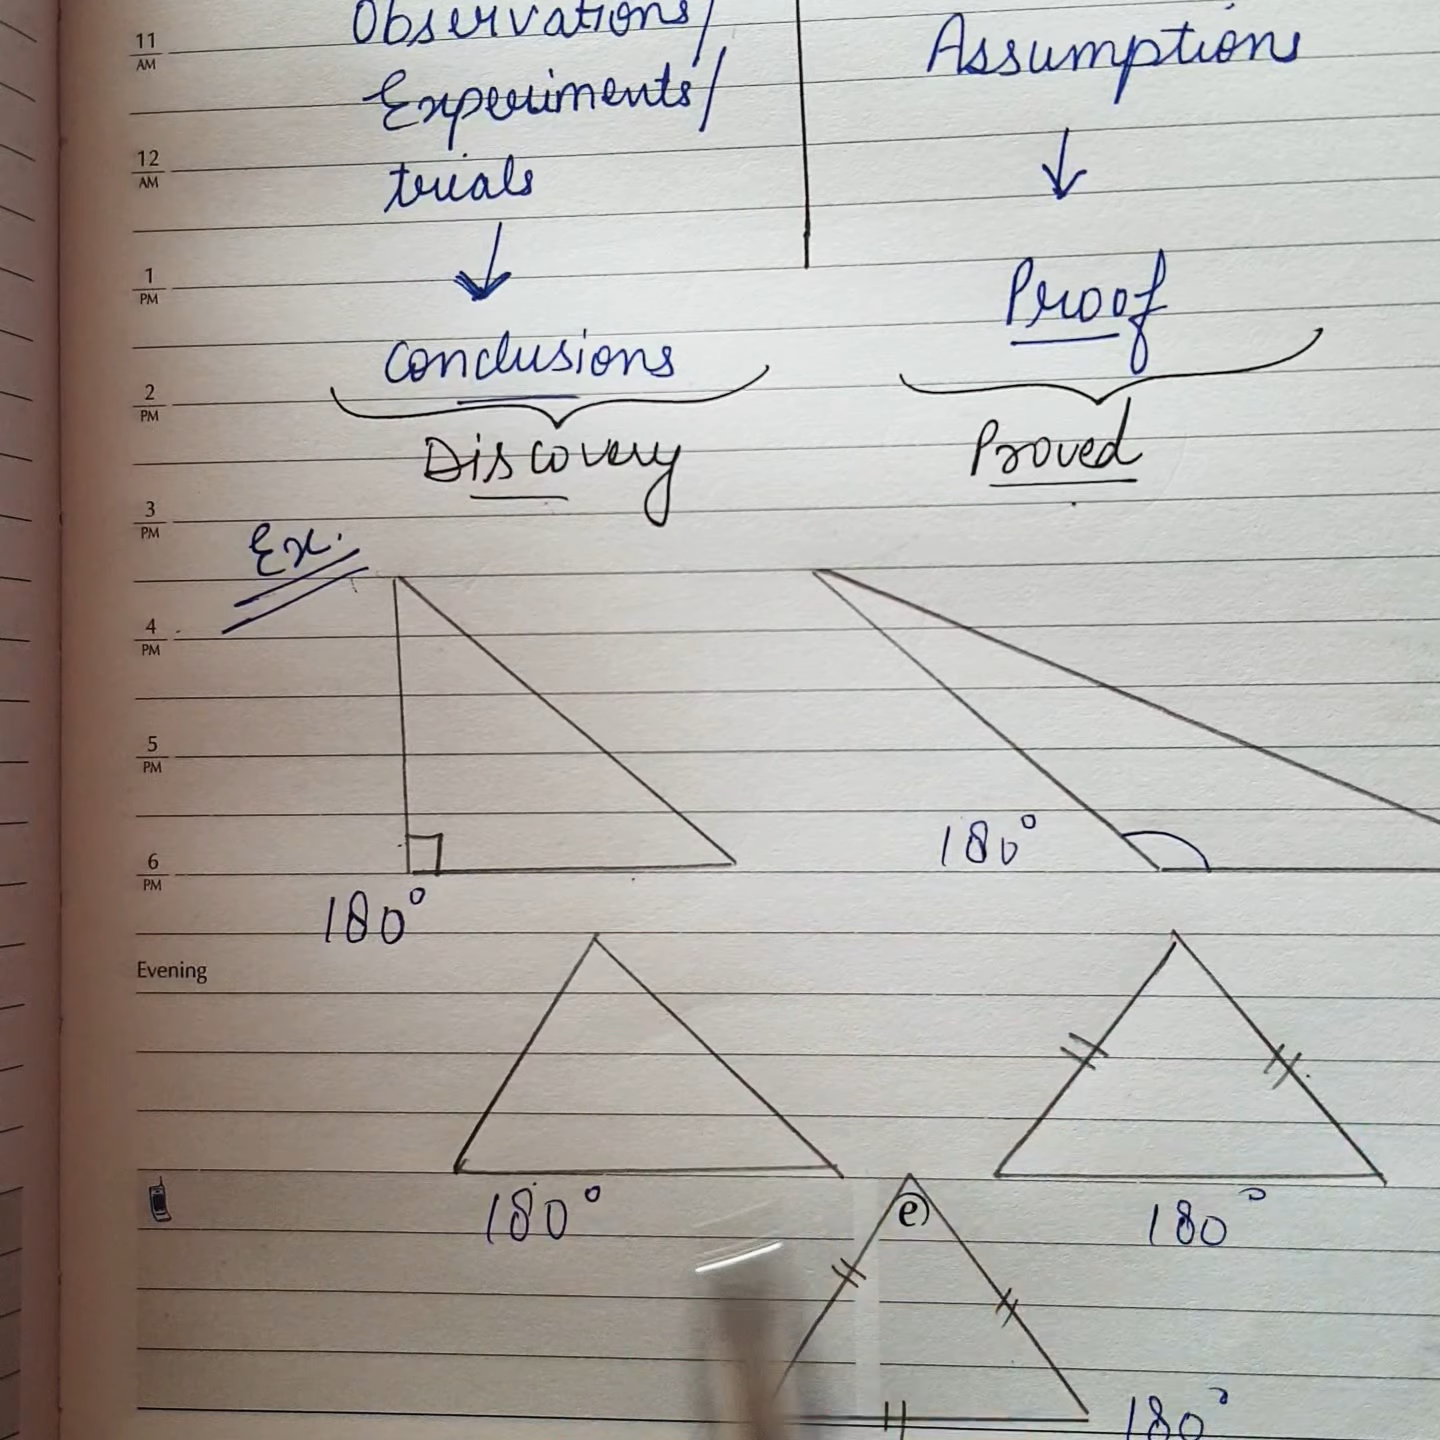 Observations/
Experiments/
trials
Conclusions
Discovery
Assumptions
Proof
Proved
11
AM
12
AM
1
PM
2
PM
3
PM
4
PM
5
PM
6
PM
Evening
Ex.
180°
180°
180°
180°
e)
180°